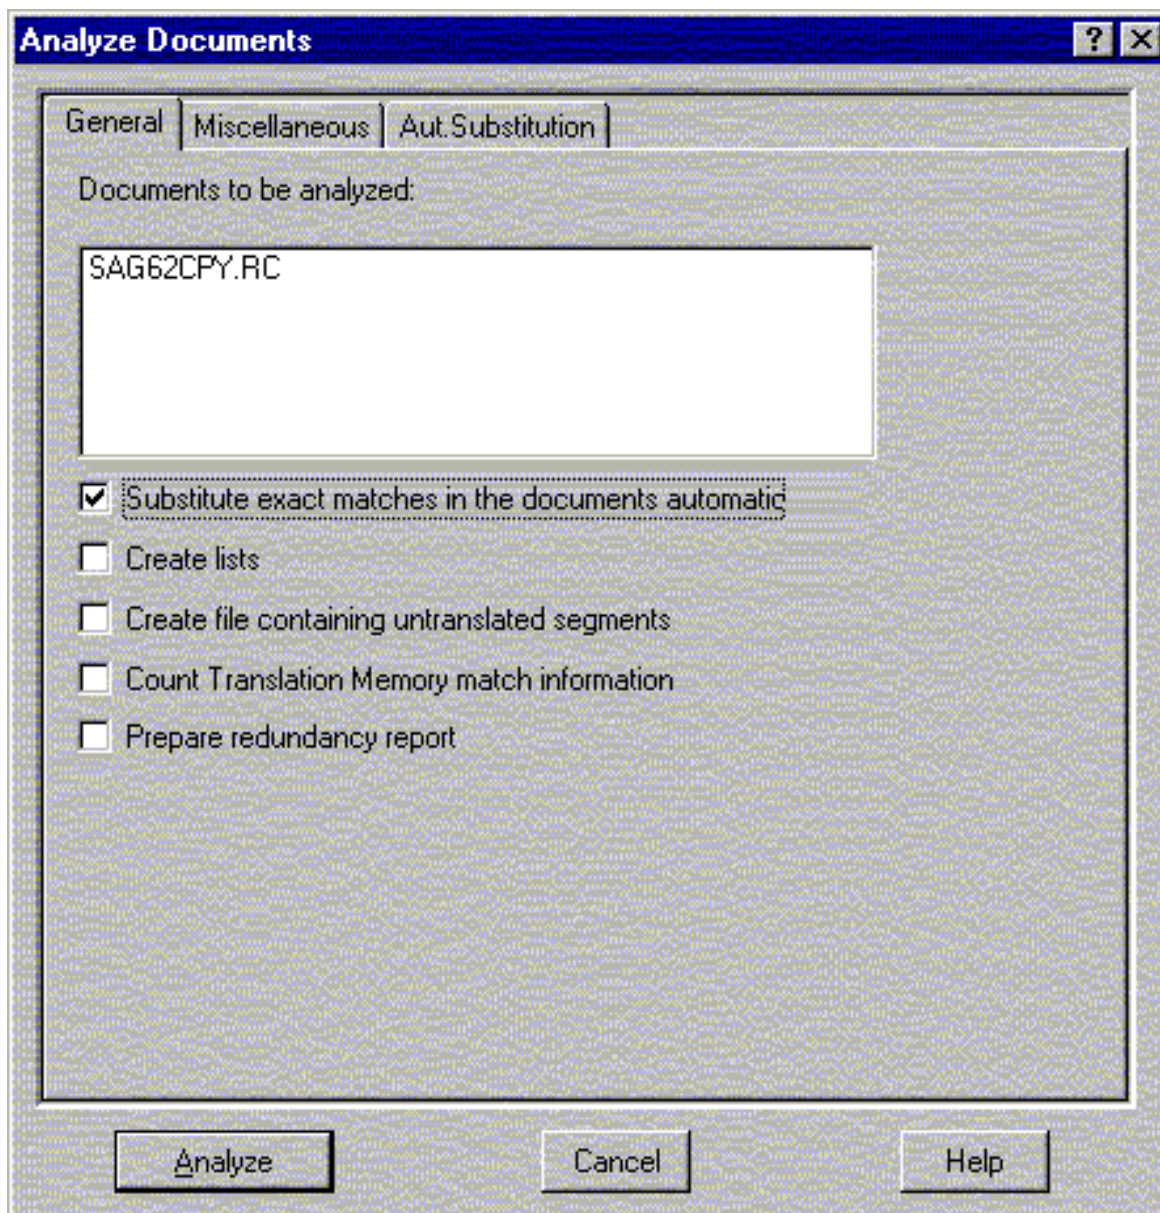 Analyze Documents
General Miscellaneous Aut.Substitution
Documents to be analyzed:
SAG62CPY.RC
Substitute exact matches in the documents automatic
Create lists
Create file containing untranslated segments
Count Translation Memory match information
Prepare redundancy report
Analyze Cancel Help